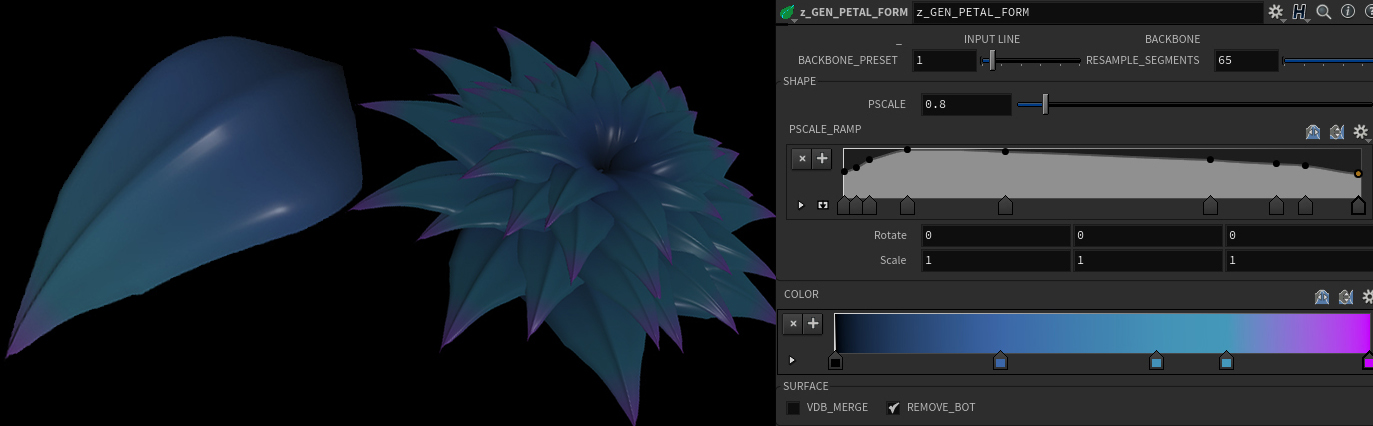 z_GEN_PETAL_FORM z_GEN_PETAL_FORM
_ INPUT LINE BACKBONE
BACKBONE_PRESET 1 RESAMPLE_SEGMENTS 65
SHAPE
PSCALE 0.8
PSCALE_RAMP
Rotate 0 0 0
Scale 1 1 1
COLOR
SURFACE
VDB_MERGE REMOVE_BOT